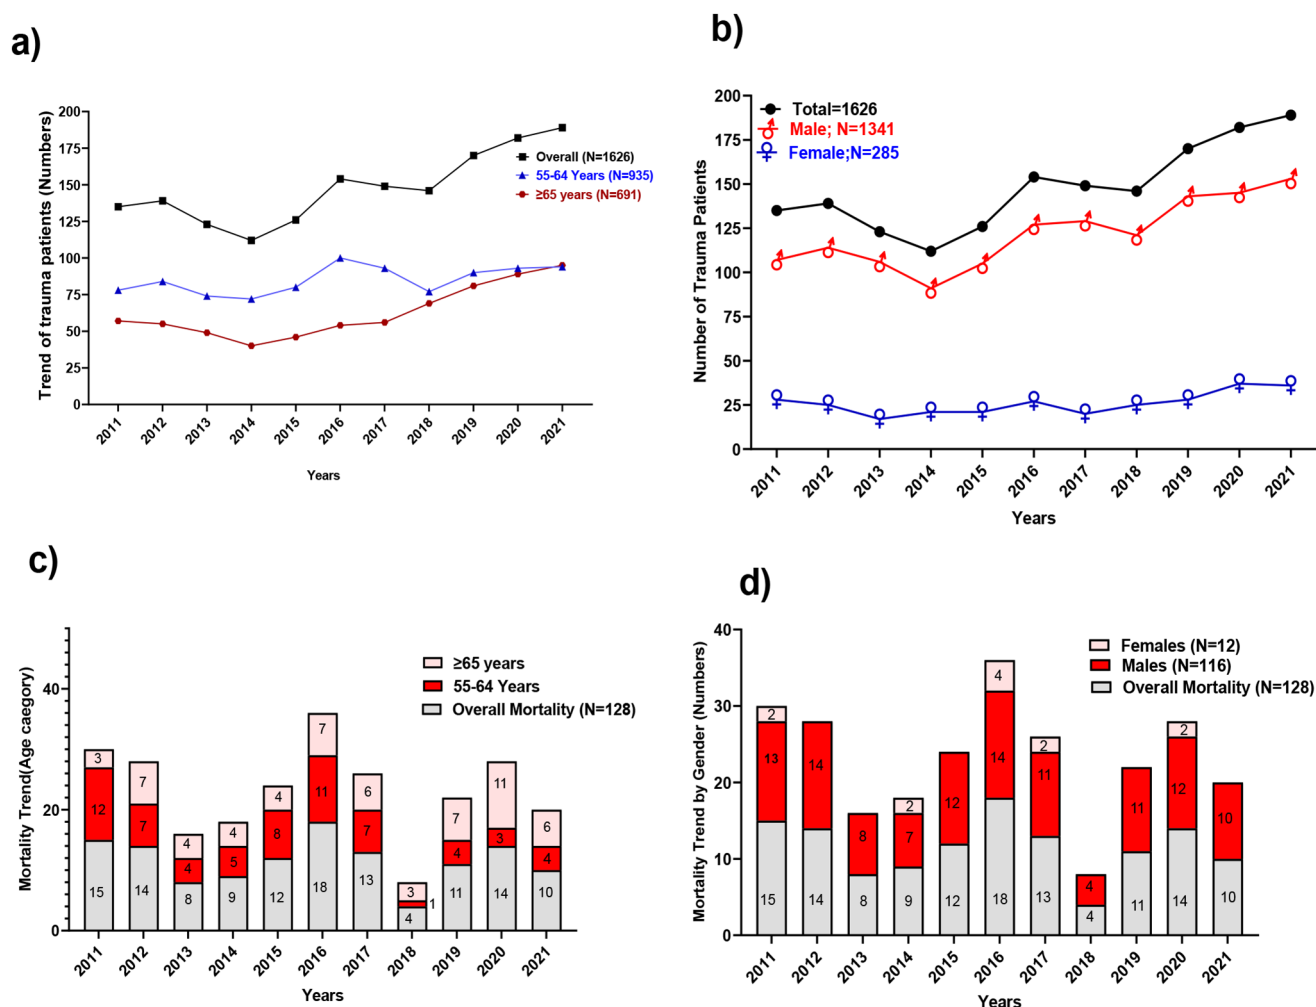 a)
Trend of trauma patients (Numbers)
200
175
150
125
100
75
50
25
0
Overall (N=1626)
55-64 Years (N=935)
≥65 years (N=691)
2011 2012 2013 2014 2015 2016 2017 2018 2019 2020 2021
Years
b)
Number of Trauma Patients
200
175
150
125
100
75
50
25
0
Total=1626
Male; N=1341
Female;N=285
2011 2012 2013 2014 2015 2016 2017 2018 2019 2020 2021
Years
c)
Mortality Trend(Age caegory)
40
20
0
≥65 years
55-64 Years
Overall Mortality (N=128)
3 7 4 4 4 7 6 3 7 11 6
12 7 4 5 8 11 7 1 4 3 4
15 14 8 9 12 18 13 4 11 14 10
2011 2012 2013 2014 2015 2016 2017 2018 2019 2020 2021
Years
d)
Mortality Trend by Gender (Numbers)
40
30
20
10
0
Females (N=12)
Males (N=116)
Overall Mortality (N=128)
2 2 4 2 2
13 14 8 7 12 14 11 4 11 12 10
15 14 8 9 12 18 13 4 11 14 10
2011 2012 2013 2014 2015 2016 2017 2018 2019 2020 2021
Years